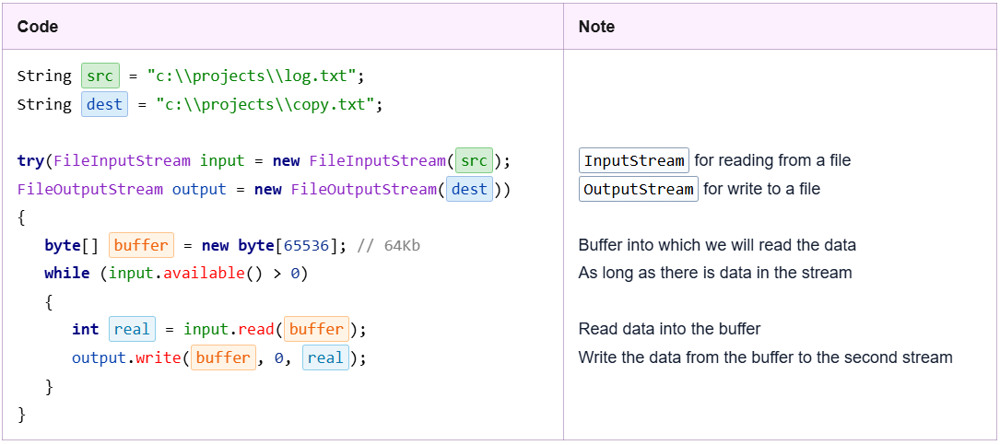 Code Note
String src = "c:\\projects\\log.txt";
String dest = "c:\\projects\\copy.txt";
try(FileInputStream input = new FileInputStream(src); InputStream for reading from a file
FileOutputStream output = new FileOutputStream(dest)) OutputStream for write to a file
{
byte[] buffer = new byte[65536]; // 64Kb Buffer into which we will read the data
while (input.available() > 0) As long as there is data in the stream
{
int real = input.read(buffer); Read data into the buffer
output.write(buffer, 0, real); Write the data from the buffer to the second stream
}
}